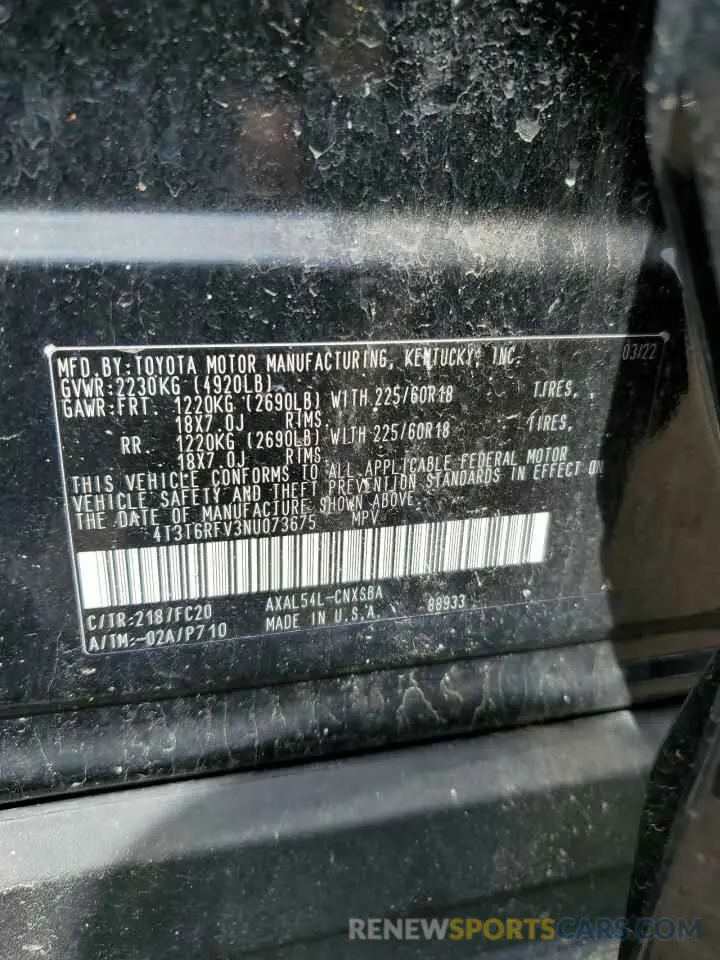 MFD.BY:TOYOTA MOTOR MANUFACTURING, KENTUCKY, INC. 03/22
GVWR:2230KG (4920LB)
GAWR:FRT. 1220KG (2690LB) WITH 225/60R18 TIRES,
18X7.0J RIMS,
RR. 1220KG (2690LB) WITH 225/60R18 TIRES,
18X7.0J RIMS
THIS VEHICLE CONFORMS TO ALL APPLICABLE FEDERAL MOTOR
VEHICLE SAFETY AND THEFT PREVENTION STANDARDS IN EFFECT ON
THE DATE OF MANUFACTURE SHOWN ABOVE.
4T3T6RFV3NU073675 MPV
C/TR:218/FC20 AXAL54L-CNXSBA
A/TM:-02A/P710 MADE IN U.S.A. 88933
RENEWSPORTSCARS.COM